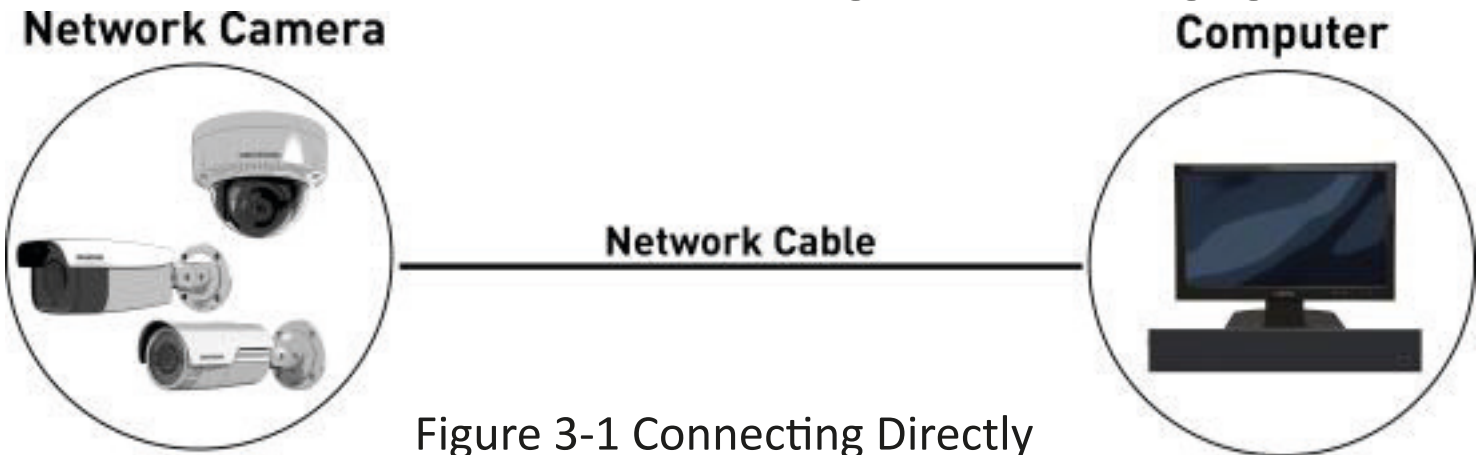 Network Camera
Computer
Network Cable
Figure 3-1 Connecting Directly